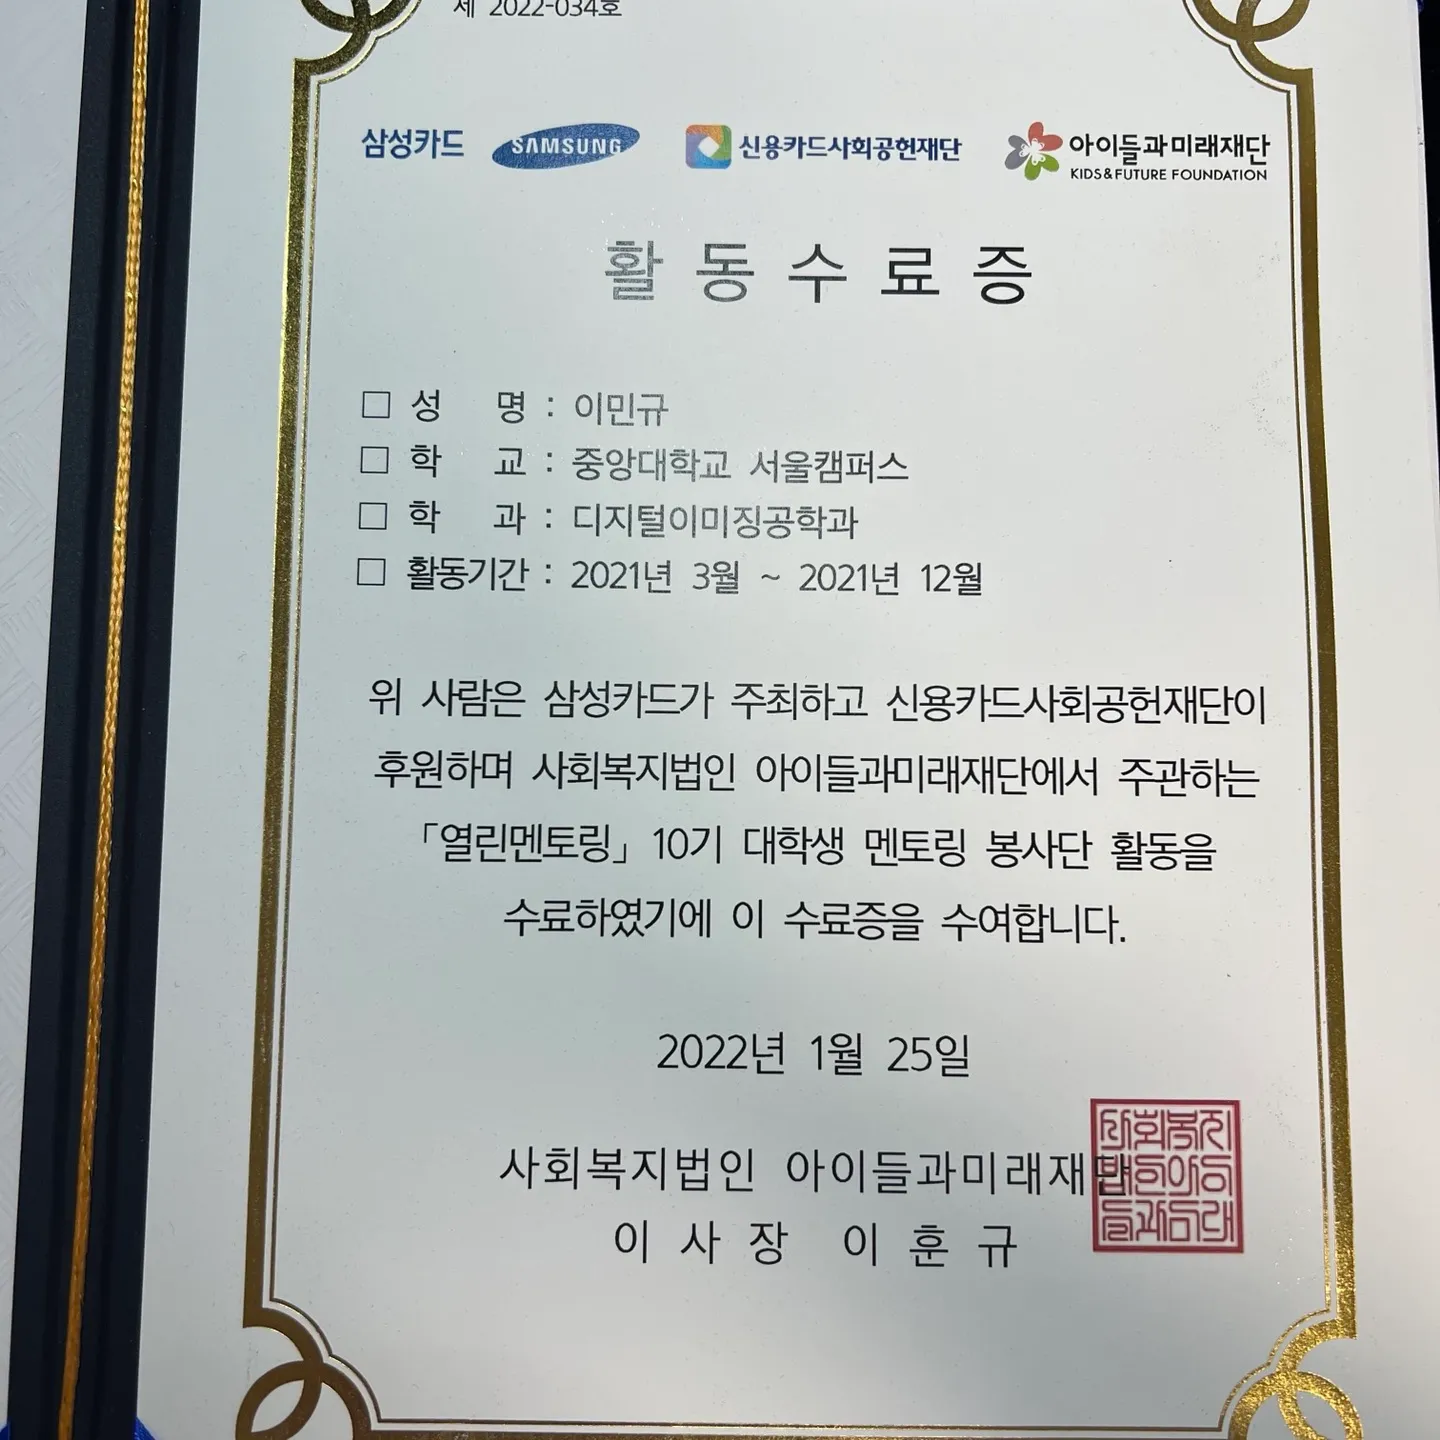 제 2022-034호
삼성카드 SAMSUNG 신용카드사회공헌재단 아이들과미래재단
KIDS&FUTURE FOUNDATION
활동수료증
□ 성 명 : 이민규
□ 학 교 : 중앙대학교 서울캠퍼스
□ 학 과 : 디지털이미징공학과
□ 활동기간 : 2021년 3월 ~ 2021년 12월
위 사람은 삼성카드가 주최하고 신용카드사회공헌재단이
후원하며 사회복지법인 아이들과미래재단에서 주관하는
「열린멘토링」 10기 대학생 멘토링 봉사단 활동을
수료하였기에 이 수료증을 수여합니다.
2022년 1월 25일
사회복지법인 아이들과미래재단
이 사 장 이 훈 규